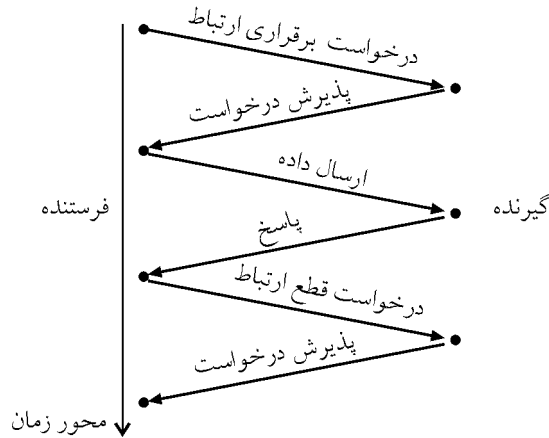 درخواست برقراری ارتباط
پذیرش درخواست
ارسال داده
گیرنده
فرستنده
پاسخ
درخواست قطع ارتباط
پذیرش درخواست
محور زمان